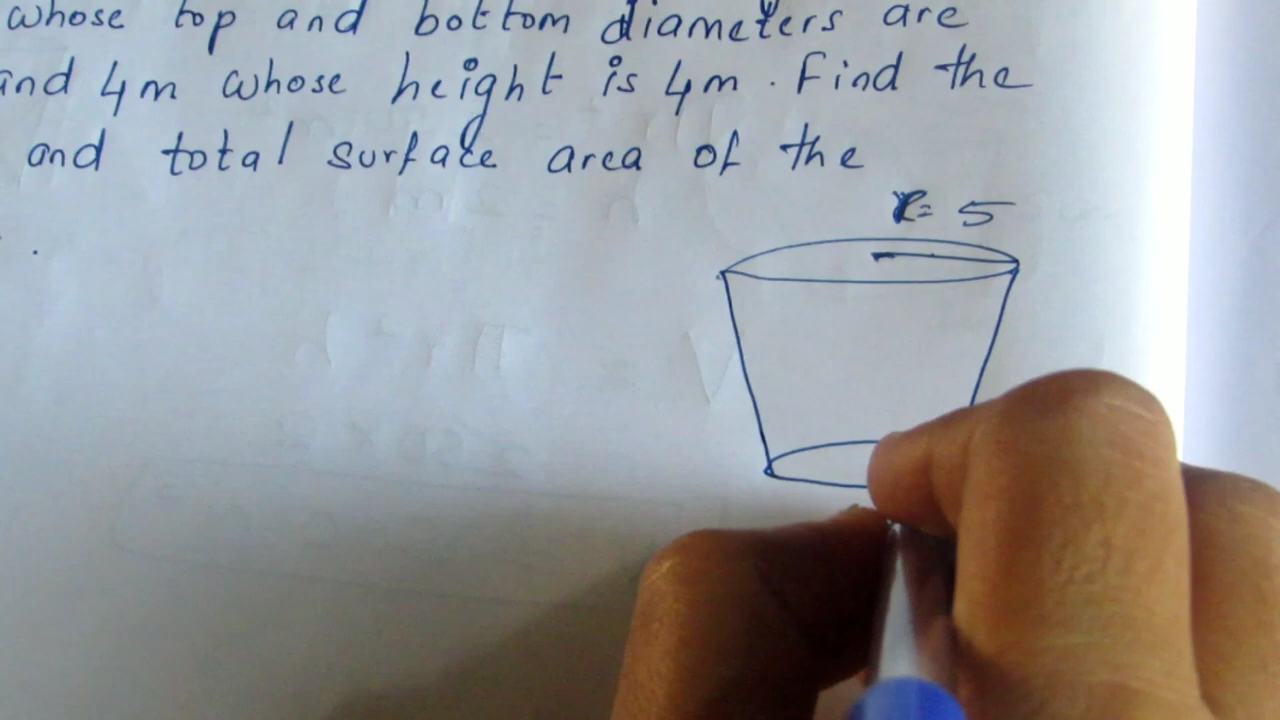 whose top and bottom diameters are
and 4m whose height is 4m. Find the
and total surface area of the
.
r= 5